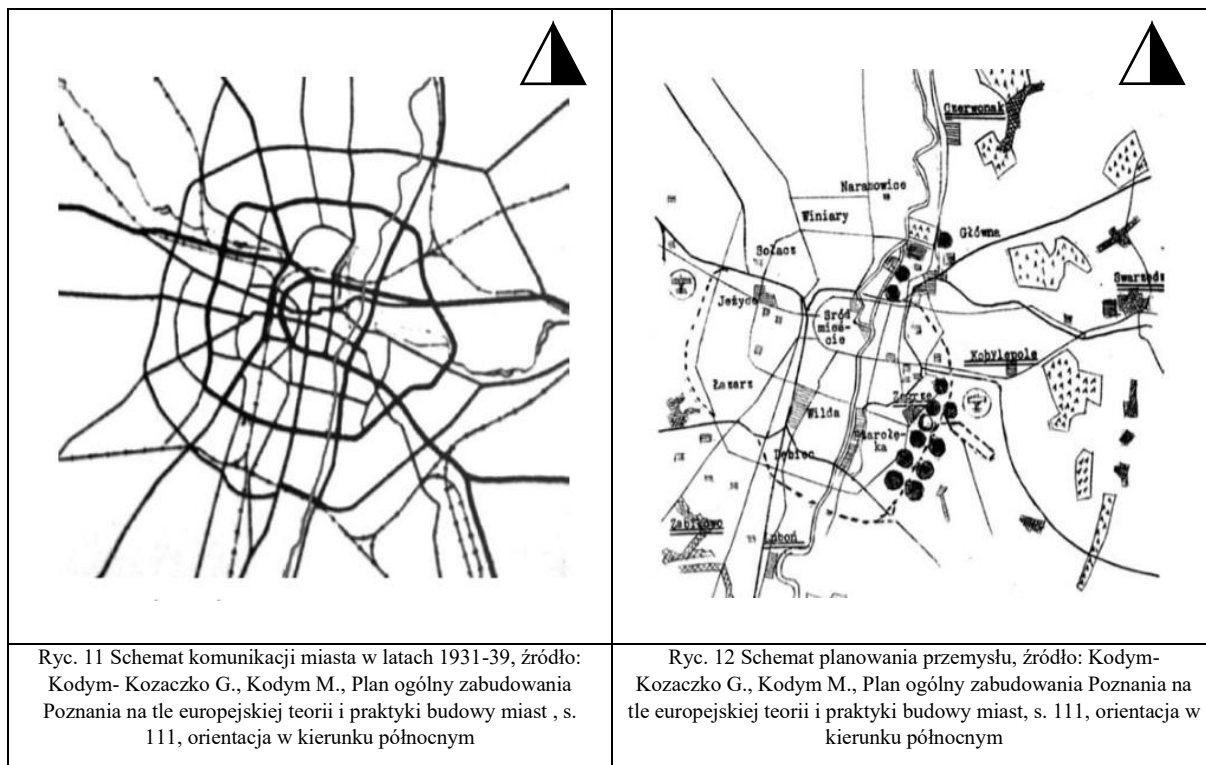 Czerwonak
Naramowice
Winiary
Główna
Sołacz
Swarzędz
Jeżyce
Śród
mieś-
cie
Kobylepole
Łazarz
Wilda
Starołę-
ka
Dębiec
Żabikowo
Luboń
Ryc. 11 Schemat komunikacji miasta w latach 1931-39, źródło:
Kodym- Kozaczko G., Kodym M., Plan ogólny zabudowania
Poznania na tle europejskiej teorii i praktyki budowy miast , s.
111, orientacja w kierunku północnym
Ryc. 12 Schemat planowania przemysłu, źródło: Kodym-
Kozaczko G., Kodym M., Plan ogólny zabudowania Poznania na
tle europejskiej teorii i praktyki budowy miast, s. 111, orientacja w
kierunku północnym